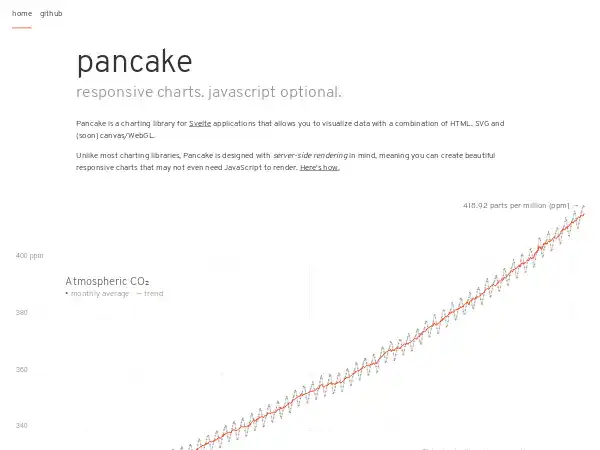 home github
pancake
responsive charts. javascript optional.
Pancake is a charting library for Svelte applications that allows you to visualize data with a combination of HTML, SVG and
(soon) canvas/WebGL.
Unlike most charting libraries, Pancake is designed with server-side rendering in mind, meaning you can create beautiful
responsive charts that may not even need JavaScript to render. Here's how.
418.92 parts per million (ppm) →
400 ppm
Atmospheric CO₂
• monthly average — trend
380
360
340